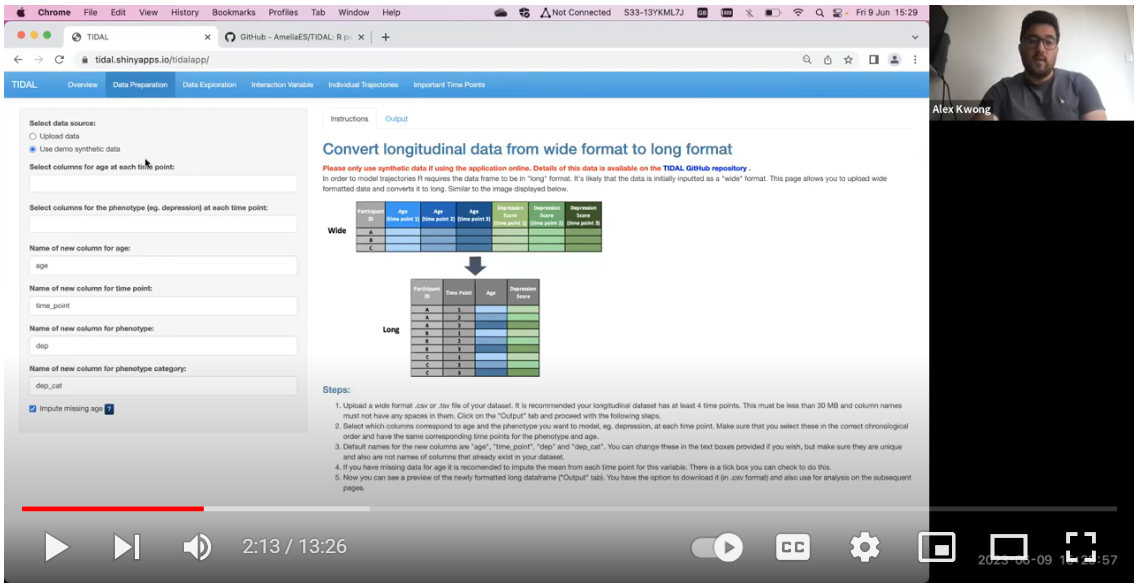 Chrome File Edit View History Bookmarks Profiles Tab Window Help Not Connected S33-13YKML7J Fri 9 Jun 15:29
TIDAL GitHub - AmeliaES/TIDAL: R pa
tidal.shinyapps.io/tidalapp/
TIDAL Overview Data Preparation Data Exploration Interaction Variable Individual Trajectories Important Time Points
Alex Kwong
Select data source:
Upload data
Use demo synthetic data
Select columns for age at each time point:
Select columns for the phenotype (eg. depression) at each time point:
Name of new column for age:
age
Name of new column for time point:
time_point
Name of new column for phenotype:
dep
Name of new column for phenotype category:
dep_cat
Impute missing age ?
Instructions Output
Convert longitudinal data from wide format to long format
Please only use synthetic data if using the application online. Details of this data is available on the TIDAL GitHub repository .
In order to model trajectories R requires the data frame to be in "long" format. It's likely that the data is initially inputted as a "wide" format. This page allows you to upload wide
formatted data and converts it to long. Similar to the image displayed below.
Wide
Participant ID Age (time point 1) Age (time point 2) Age (time point 3) Depression Score (time point 1) Depression Score (time point 2) Depression Score (time point 3)
A
B
C
Long
Participant ID Time Point Age Depression Score
A 1
A 2
A 3
B 1
B 2
B 3
C 1
C 2
C 3
Steps:
1. Upload a wide format .csv or .tsv file of your dataset. It is recommended your longitudinal dataset has at least 4 time points. This must be less than 30 MB and column names
must not have any spaces in them. Click on the "Output" tab and proceed with the following steps.
2. Select which columns correspond to age and the phenotype you want to model, eg. depression, at each time point. Make sure that you select these in the correct chronological
order and have the same corresponding time points for the phenotype and age.
3. Default names for the new columns are "age", "time_point", "dep" and "dep_cat". You can change these in the text boxes provided if you wish, but make sure they are unique
and also are not names of columns that already exist in your dataset.
4. If you have missing data for age it is recomended to impute the mean from each time point for this variable. There is a tick box you can check to do this.
5. Now you can see a preview of the newly formatted long dataframe ("Output" tab). You have the option to download it (in .csv format) and also use for analysis on the subsequent
pages.
2:13 / 13:26
CC